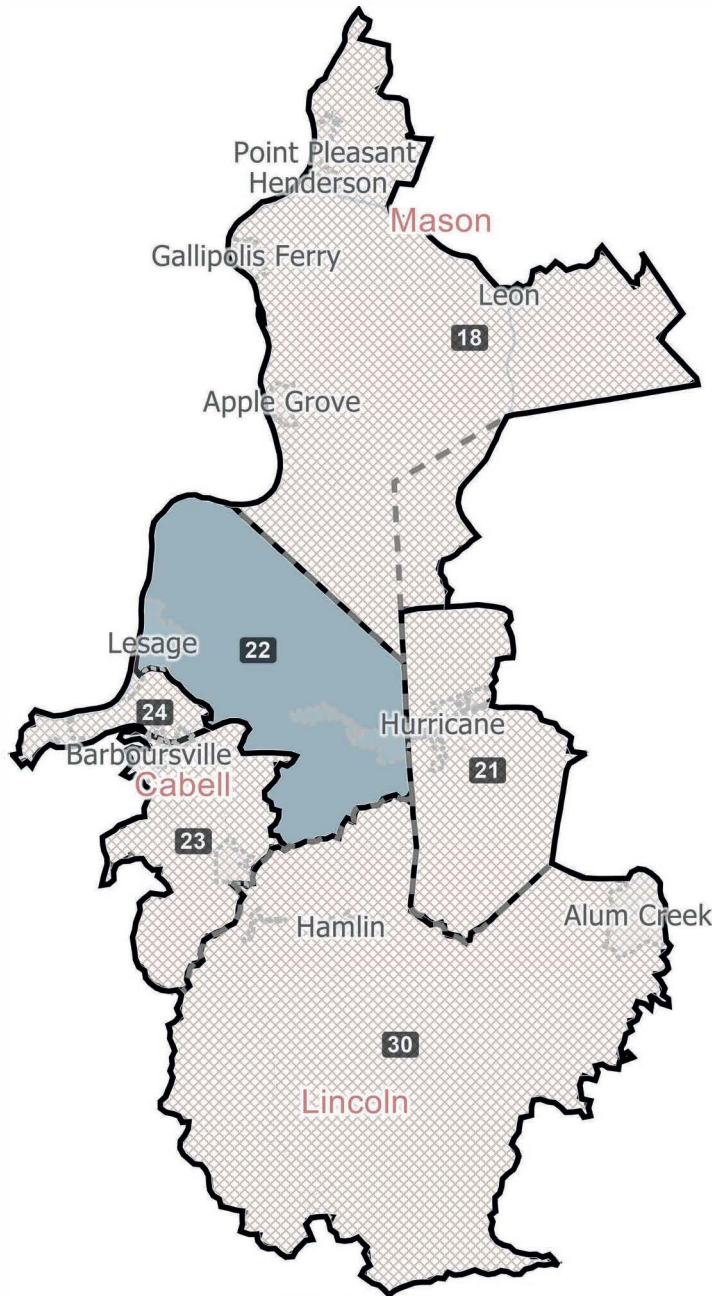 Point Pleasant
Henderson
Mason
Gallipolis Ferry
Leon
18
Apple Grove
Lesage
22
24
Hurricane
Barboursville
21
Cabell
23
Hamlin
Alum Creek
30
Lincoln